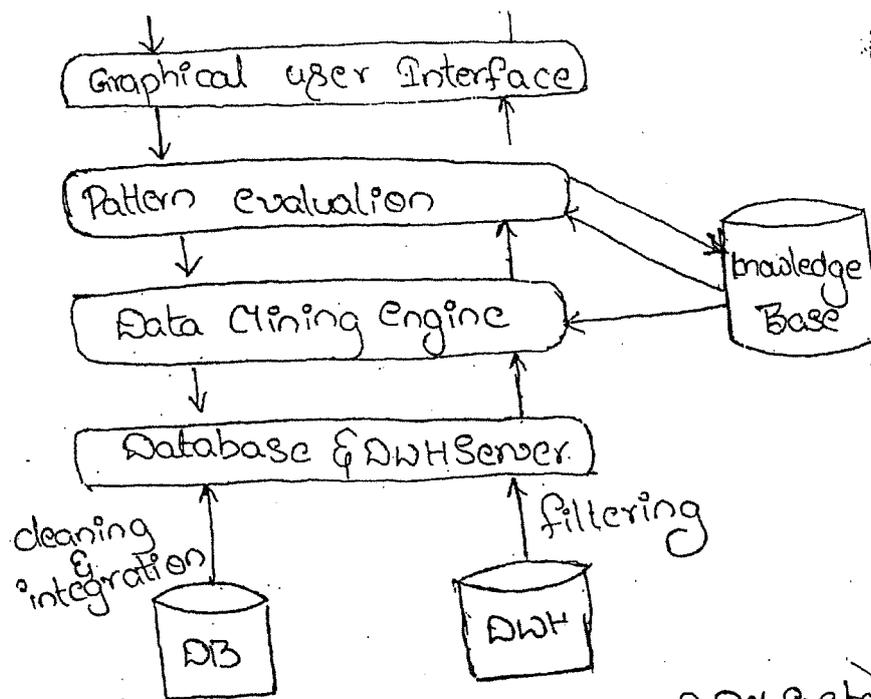 Graphical user Interface
Pattern evaluation
knowledge
Base
Data Mining Engine
Database & DWH Server.
cleaning
&
integration
filtering
DB
DWH